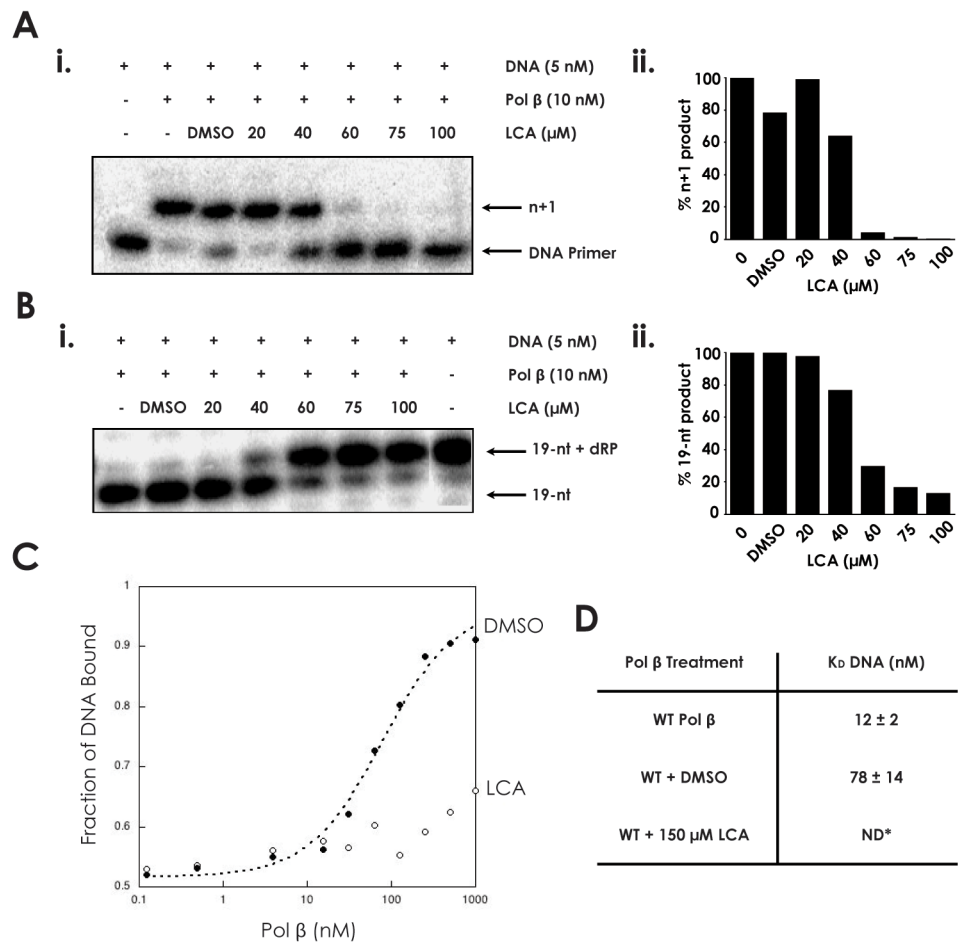 A
i.
+ + + + + + + + DNA (5 nM)
- + + + + + + + Pol β (10 nM)
- - DMSO 20 40 60 75 100 LCA (µM)
n+1
DNA Primer
ii.
% n+1 product
100
80
60
40
20
0
0 DMSO 20 40 60 75 100
LCA (µM)
B
i.
+ + + + + + + + DNA (5 nM)
+ + + + + + + - Pol β (10 nM)
- DMSO 20 40 60 75 100 - LCA (µM)
19-nt + dRP
19-nt
ii.
% 19-nt product
100
80
60
40
20
0
0 DMSO 20 40 60 75 100
LCA (µM)
C
Fraction of DNA Bound
1
0.9
0.8
0.7
0.6
0.5
0.1 1 10 100 1000
Pol β (nM)
DMSO
LCA
D
Pol β Treatment KD DNA (nM)
WT Pol β 12 ± 2
WT + DMSO 78 ± 14
WT + 150 µM LCA ND*